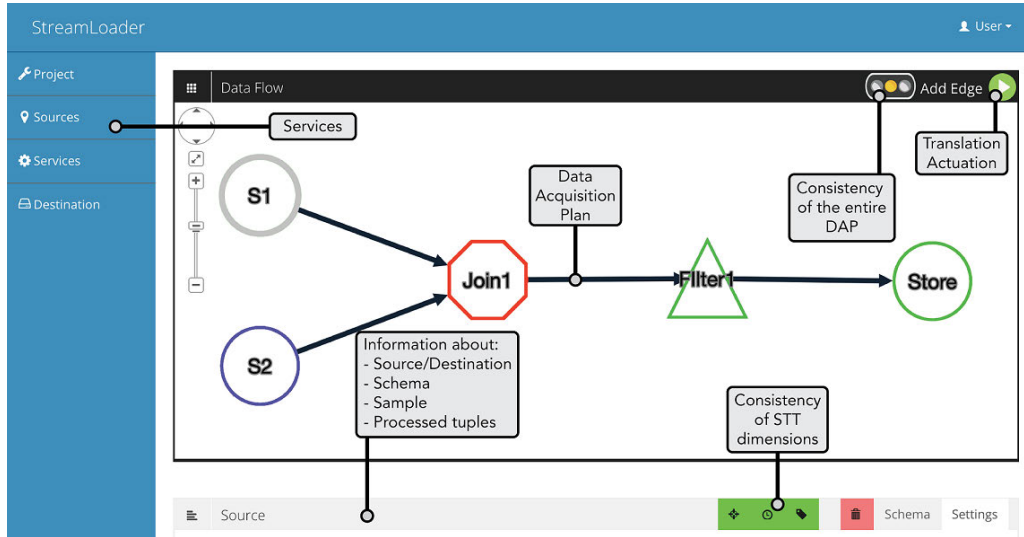 StreamLoader
User
Project
Sources
Services
Destination
Data Flow
Add Edge
Services
Translation
Actuation
Data
Acquisition
Plan
Consistency
of the entire
DAP
S1
Join1
FIlter1
Store
S2
Information about:
- Source/Destination
- Schema
- Sample
- Processed tuples
Consistency
of STT
dimensions
Source
Schema
Settings